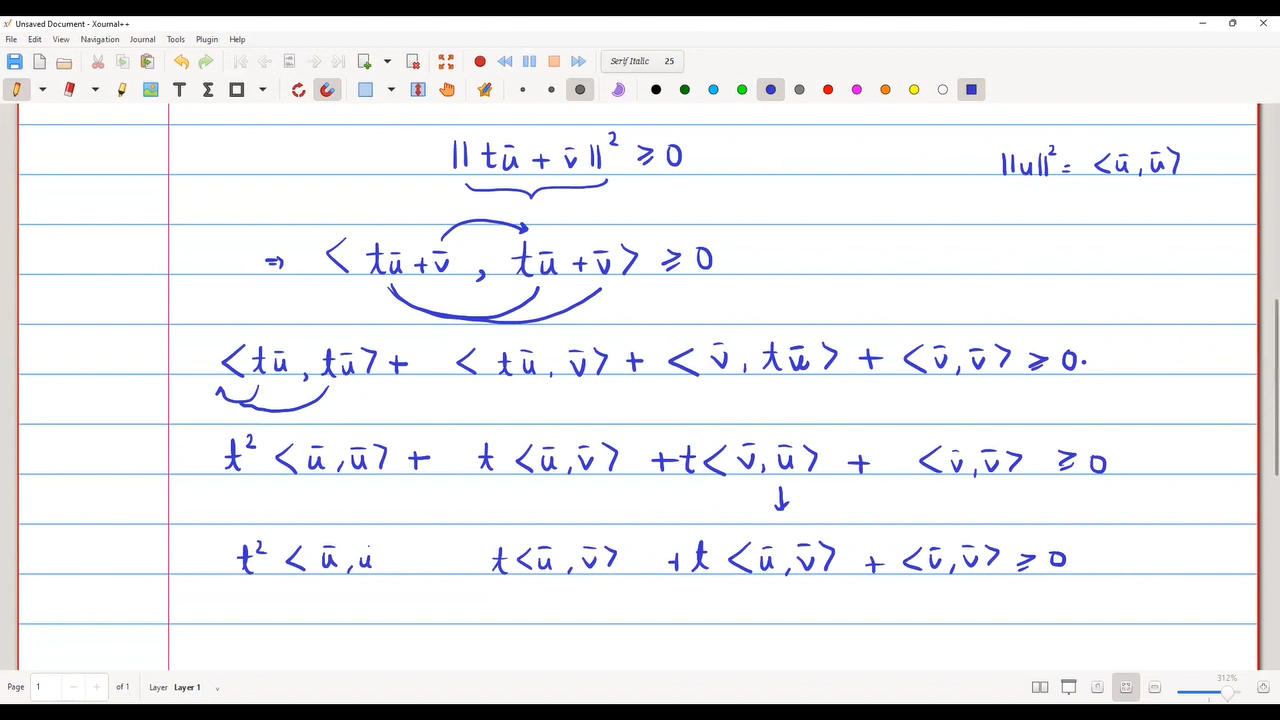 Unsaved Document - Xournal++
File Edit View Navigation Journal Tools Plugin Help
Serif Italic 25
|| tū + v̄ ||² ⩾ 0
||u||² = <ū, ū>
⇒ < tū + v̄ , tū + v̄ > ⩾ 0
<tū, tū> + < tū, v̄> + < v̄, tū > + < v̄, v̄ > ⩾ 0.
t² < ū, ū> + t < ū, v̄ > + t < v̄, ū > + < v̄, v̄ > ⩾ 0
↓
t² < ū, u t < ū, v̄ > + t < ū, v̄ > + < v̄, v̄ > ⩾ 0
Page 1 of 1 Layer Layer 1 312%